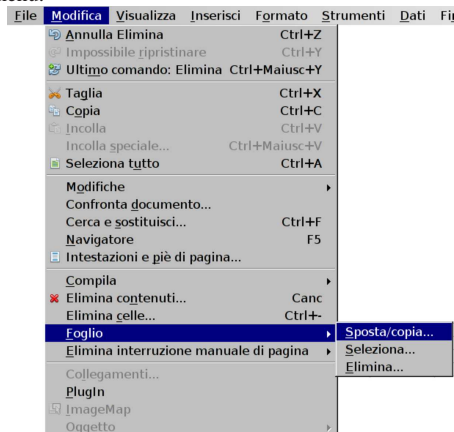 File Modifica Visualizza Inserisci Formato Strumenti Dati
Annulla Elimina Ctrl+Z
Impossibile ripristinare Ctrl+Y
Ultimo comando: Elimina Ctrl+Maiusc+Y
Taglia Ctrl+X
Copia Ctrl+C
Incolla Ctrl+V
Incolla speciale... Ctrl+Maiusc+V
Seleziona tutto Ctrl+A
Modifiche
Confronta documento...
Cerca e sostituisci... Ctrl+F
Navigatore F5
Intestazioni e piè di pagina...
Compila
Elimina contenuti... Canc
Elimina celle... Ctrl+-
Foglio Sposta/copia...
Elimina interruzione manuale di pagina Seleziona...
Elimina...
Collegamenti...
PlugIn
ImageMap
Oggetto